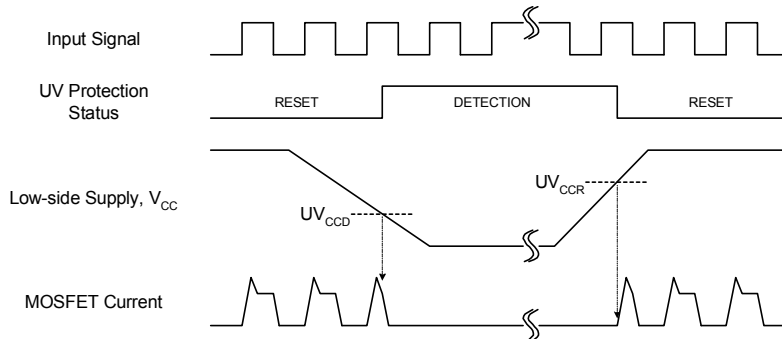 Input Signal
UV Protection
Status
RESET
DETECTION
RESET
Low-side Supply, VCC
UVCCD
UVCCR
MOSFET Current